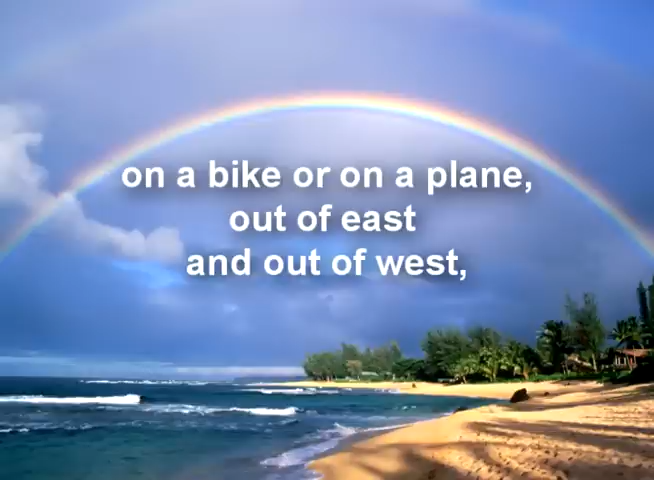 on a bike or on a plane,
out of east
and out of west,